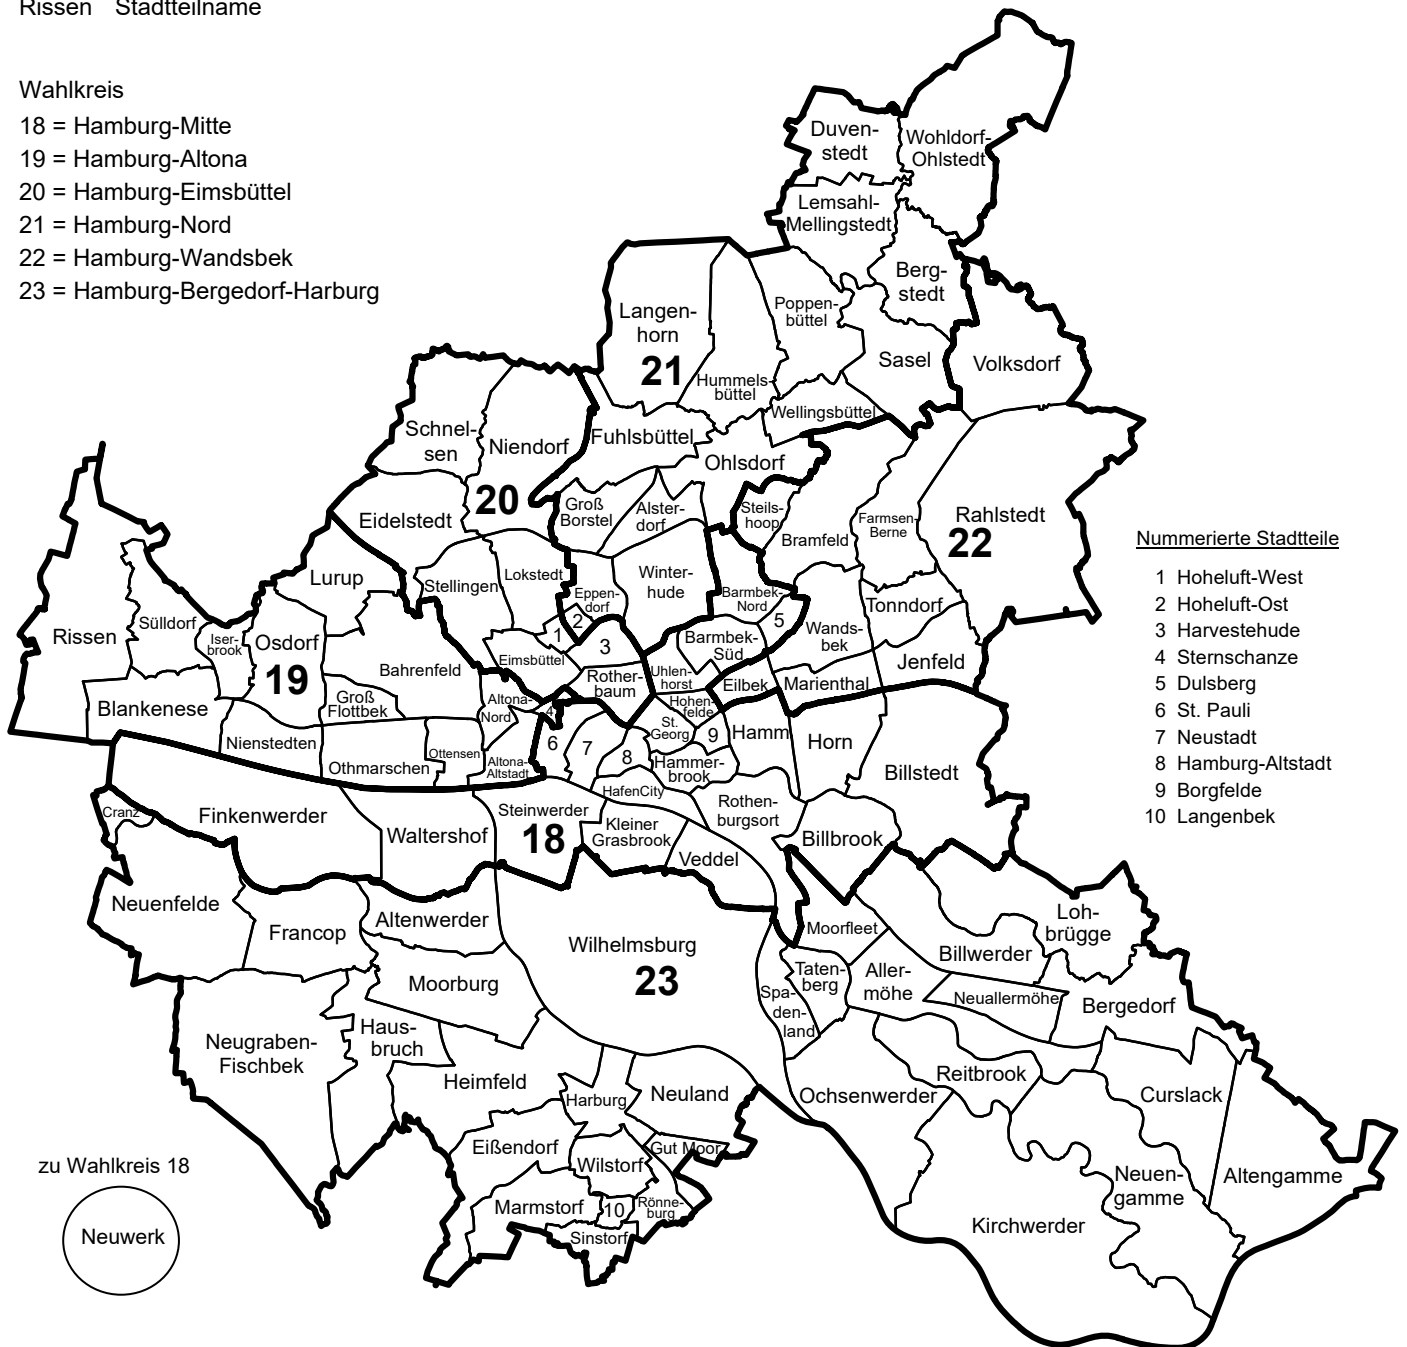 Rissen Stadtteilname
Wahlkreis
18 = Hamburg-Mitte
19 = Hamburg-Altona
20 = Hamburg-Eimsbüttel
21 = Hamburg-Nord
22 = Hamburg-Wandsbek
23 = Hamburg-Bergedorf-Harburg
Duven-
stedt
Wohldorf-
Ohlstedt
Lemsahl-
Mellingstedt
Berg-
stedt
Poppen-
büttel
Langen-
horn
21
Hummels-
büttel
Sasel
Volksdorf
Wellingsbüttel
Schnel-
sen
Niendorf
Fuhlsbüttel
Ohlsdorf
20
Eidelstedt
Groß
Borstel
Alster-
dorf
Steils-
hoop
Bramfeld
Farmsen-
Berne
Rahlstedt
22
Lurup
Stellingen
Lokstedt
Eppen-
dorf
Winter-
hude
Barmbek-
Nord
5
Tonndorf
Wands-
bek
Rissen
Sülldorf
Iser-
brook
Osdorf
19
Bahrenfeld
Groß
Flottbek
Eimsbüttel
1
2
3
Rother-
baum
Barmbek-
Süd
Uhlen-
horst
Eilbek
Marienthal
Jenfeld
Blankenese
Nienstedten
Othmarschen
Ottensen
Altona-
Nord
Altona-
Altstadt
4
6
7
8
St.
Georg
Hohen-
felde
9
Hammer-
brook
Hamm
Horn
Billstedt
HafenCity
Rothen-
burgsort
Billbrook
Cranz
Finkenwerder
Waltershof
Steinwerder
18
Kleiner
Grasbrook
Veddel
Nummerierte Stadtteile
1 Hoheluft-West
2 Hoheluft-Ost
3 Harvestehude
4 Sternschanze
5 Dulsberg
6 St. Pauli
7 Neustadt
8 Hamburg-Altstadt
9 Borgfelde
10 Langenbek
Neuenfelde
Francop
Altenwerder
Moorburg
Wilhelmsburg
23
Moorfleet
Billwerder
Loh-
brügge
Spa-
den-
land
Taten-
berg
Aller-
möhe
Neuallermöhe
Bergedorf
Neugraben-
Fischbek
Haus-
bruch
Heimfeld
Harburg
Neuland
Ochsenwerder
Reitbrook
Curslack
Eißendorf
Wilstorf
Gut Moor
Marmstorf
10
Rönne-
burg
Sinstorf
Kirchwerder
Neuen-
gamme
Altengamme
zu Wahlkreis 18
Neuwerk